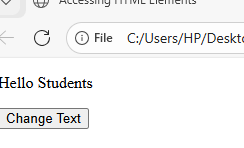 Accessing HTML Elements
File C:/Users/HP/Deskto
Hello Students
Change Text